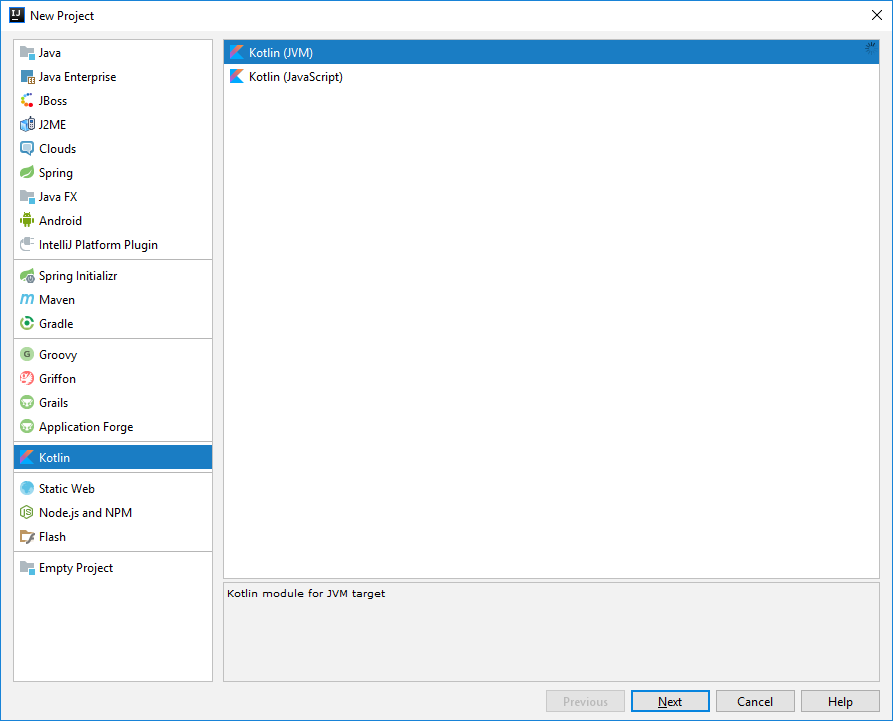 New Project
Java
Java Enterprise
JBoss
J2ME
Clouds
Spring
Java FX
Android
IntelliJ Platform Plugin
Spring Initializr
Maven
Gradle
Groovy
Griffon
Grails
Application Forge
Kotlin
Static Web
Node.js and NPM
Flash
Empty Project
Kotlin (JVM)
Kotlin (JavaScript)
Kotlin module for JVM target
Previous
Next
Cancel
Help